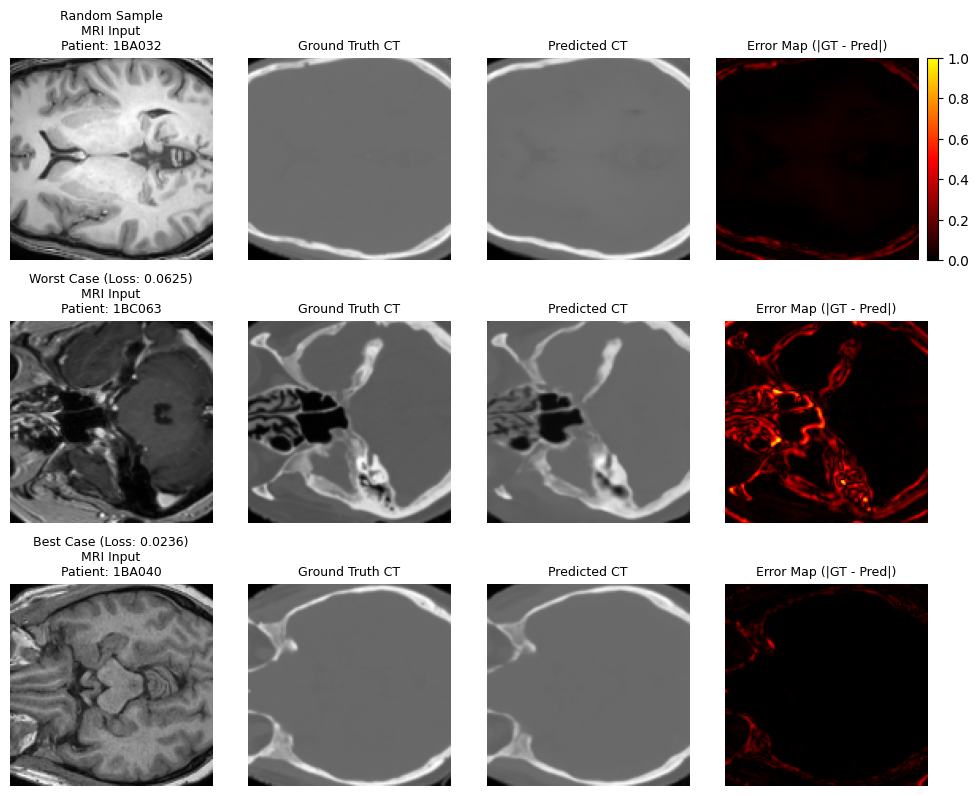 Random Sample
MRI Input
Patient: 1BA032
Ground Truth CT
Predicted CT
Error Map (|GT - Pred|)
1.0
0.8
0.6
0.4
0.2
0.0
Worst Case (Loss: 0.0625)
MRI Input
Patient: 1BC063
Ground Truth CT
Predicted CT
Error Map (|GT - Pred|)
Best Case (Loss: 0.0236)
MRI Input
Patient: 1BA040
Ground Truth CT
Predicted CT
Error Map (|GT - Pred|)